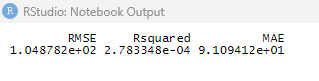 R RStudio: Notebook Output
RMSE Rsquared MAE
1.048782e+02 2.783348e-04 9.109412e+01